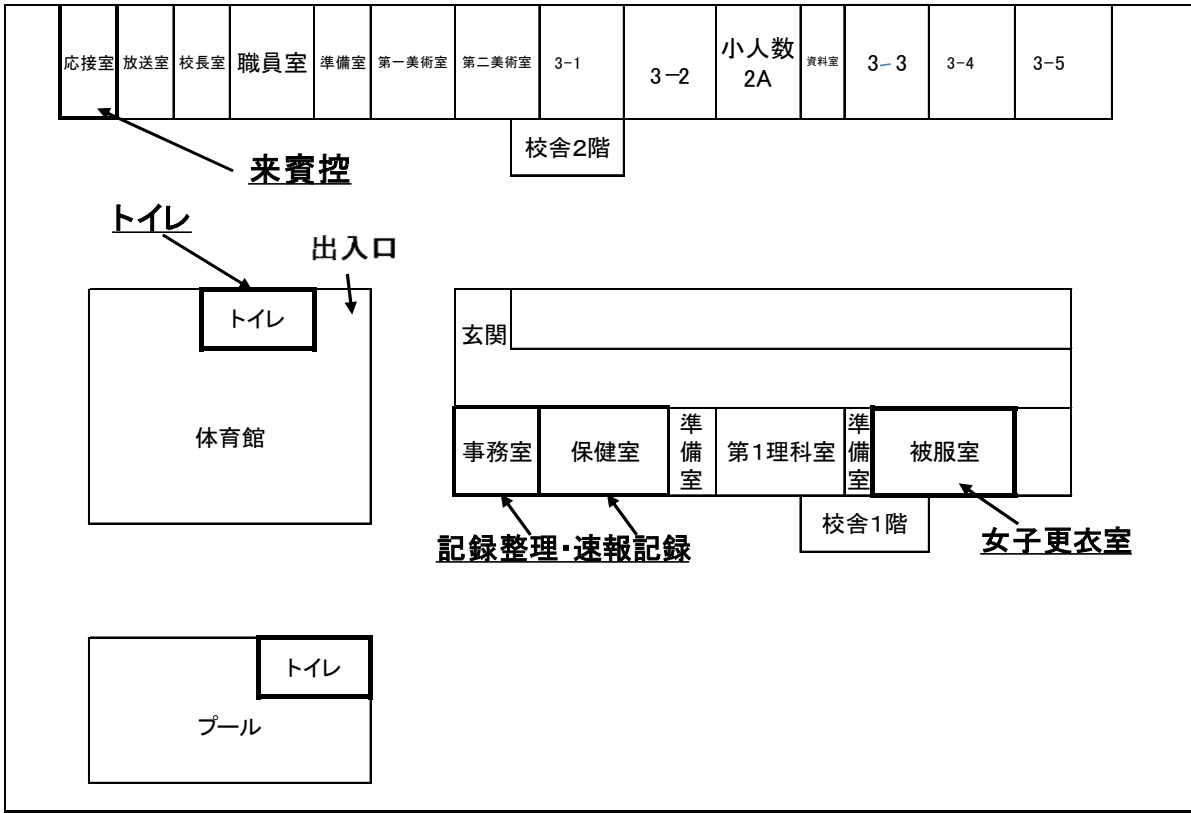 応接室
放送室
校長室
職員室
準備室
第一美術室
第二美術室
3-1
3-2
小人数
2A
資料室
3-3
3-4
3-5
校舎2階
来賓控
トイレ
出入口
トイレ
体育館
玄関
事務室
保健室
準
備
室
第1理科室
準
備
室
被服室
校舎1階
記録整理・速報記録
女子更衣室
トイレ
プール